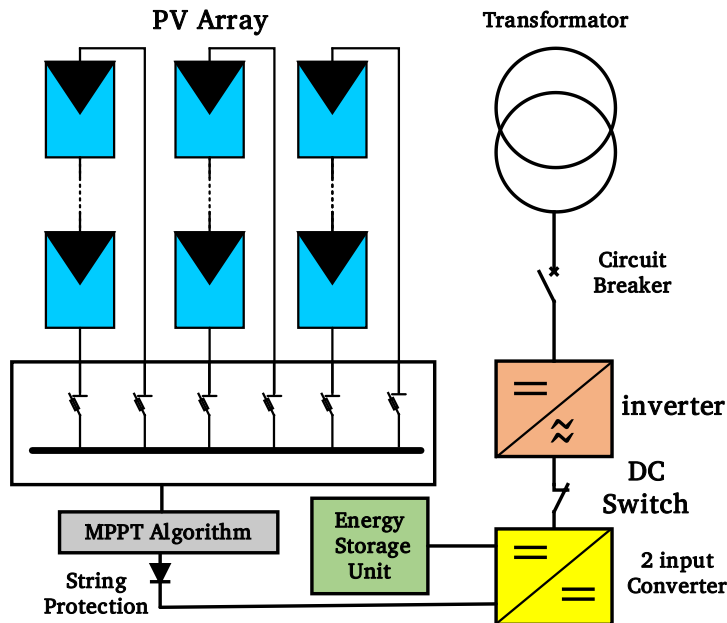 PV Array
Transformator
Circuit
Breaker
inverter
DC
Switch
MPPT Algorithm
Energy
Storage
Unit
String
Protection
2 input
Converter